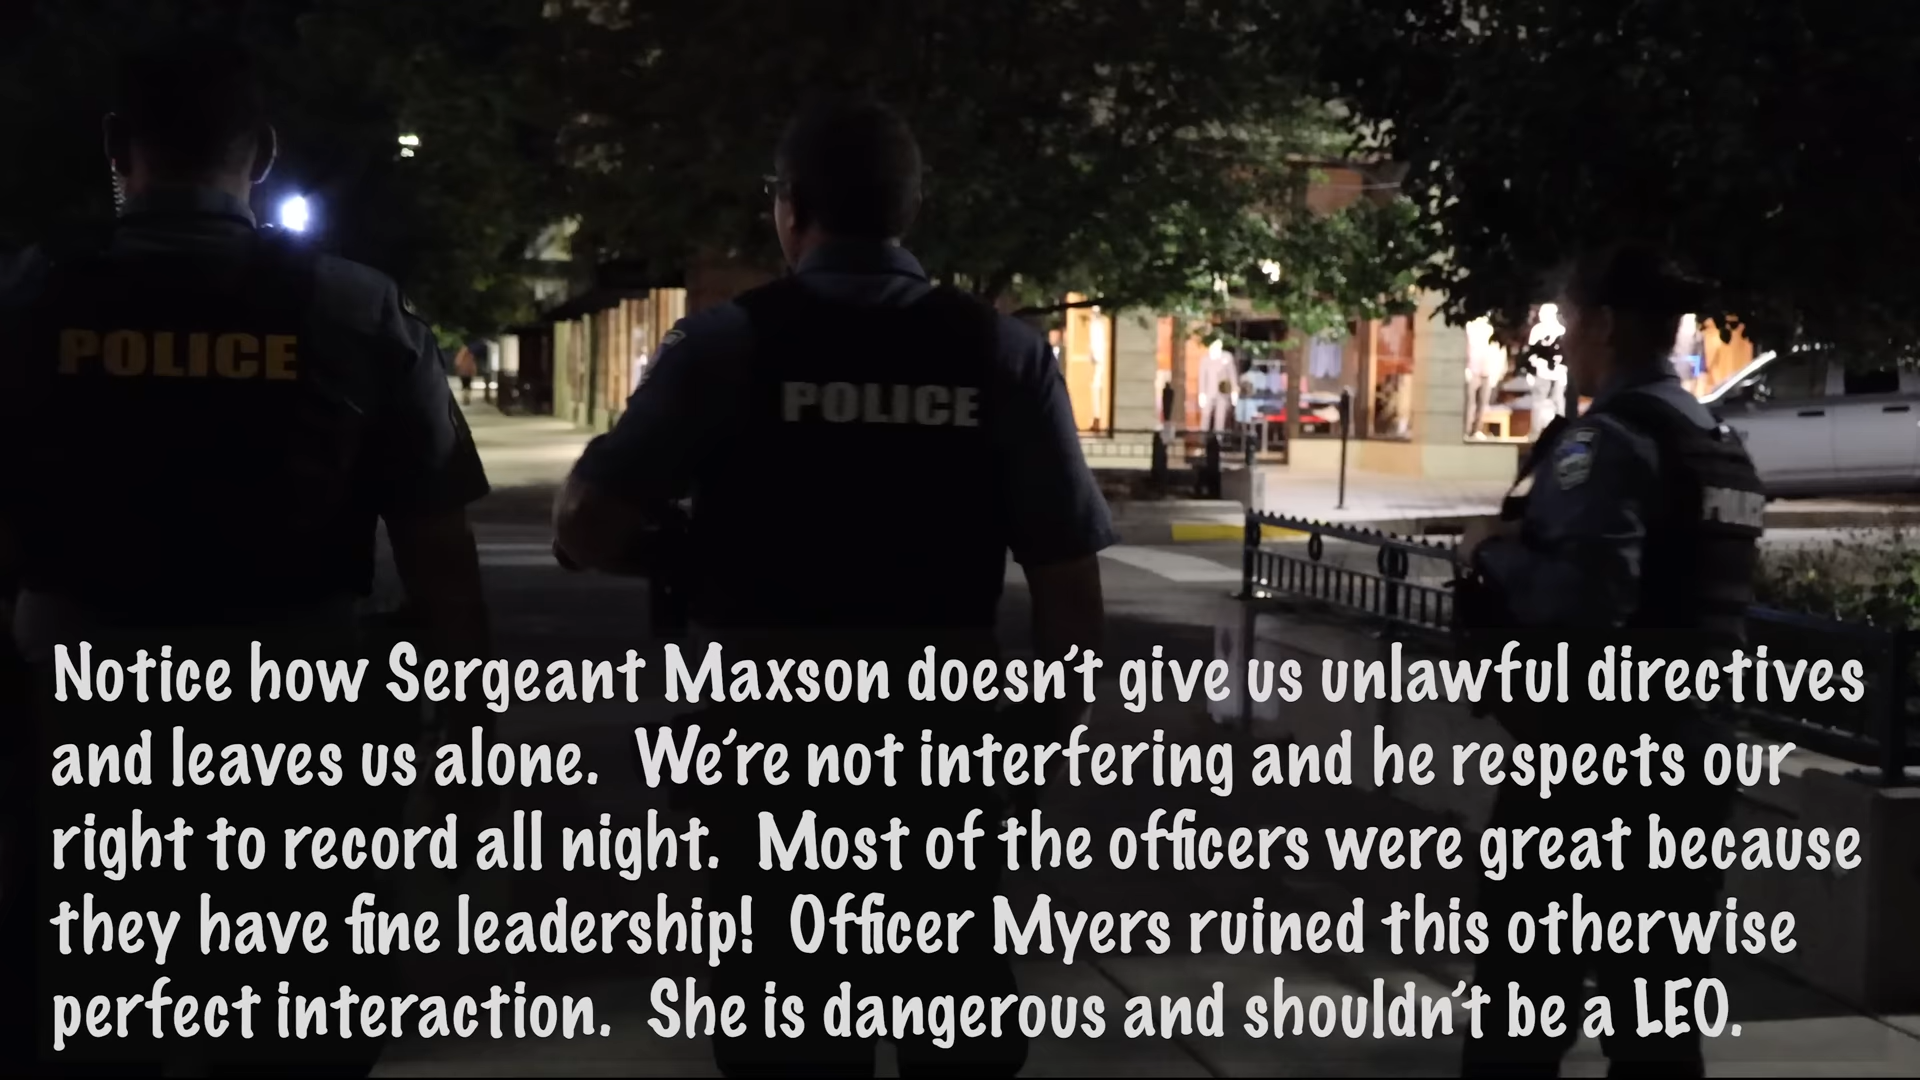 POLICE
POLICE
Notice how Sergeant Maxson doesn't give us unlawful directives
and leaves us alone.  We're not interfering and he respects our
right to record all night.  Most of the officers were great because
they have fine leadership!  Officer Myers ruined this otherwise
perfect interaction.  She is dangerous and shouldn't be a LEO.